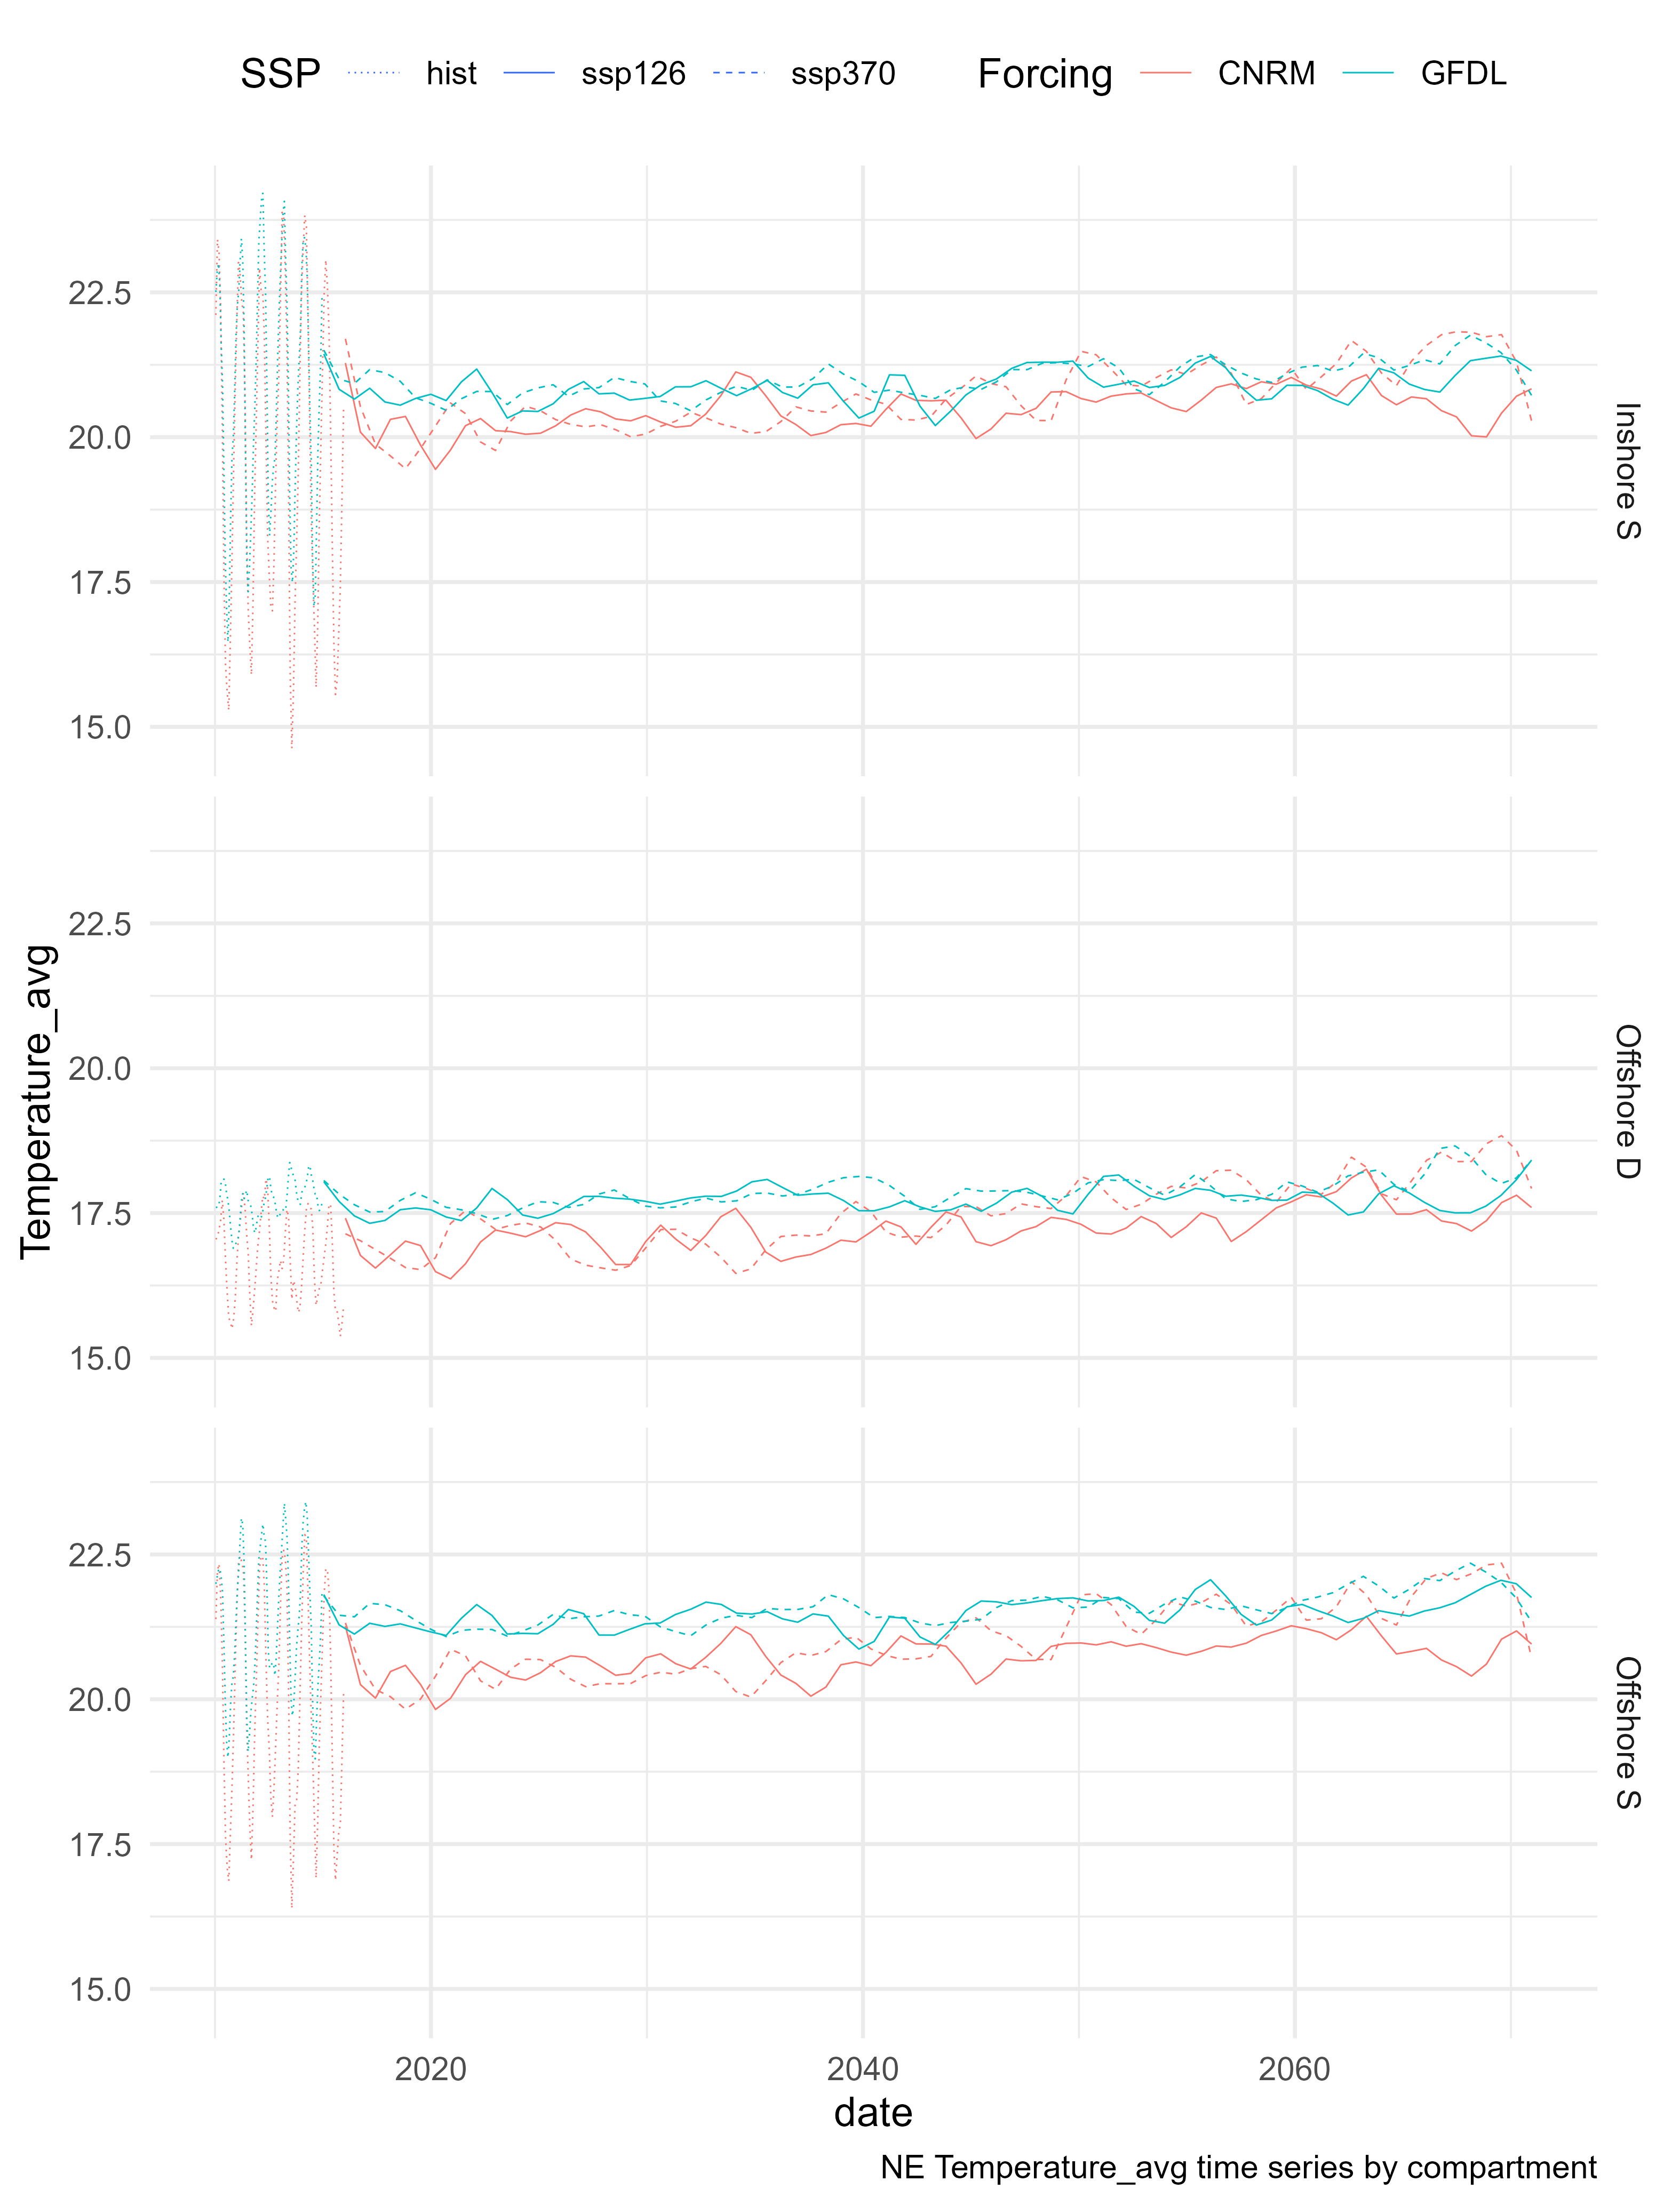 SSP hist ssp126 ssp370 Forcing CNRM GFDL
22.5
20.0
17.5
15.0
Inshore S
22.5
20.0
17.5
15.0
Offshore D
22.5
20.0
17.5
15.0
Offshore S
Temperature_avg
2020 2040 2060
date
NE Temperature_avg time series by compartment